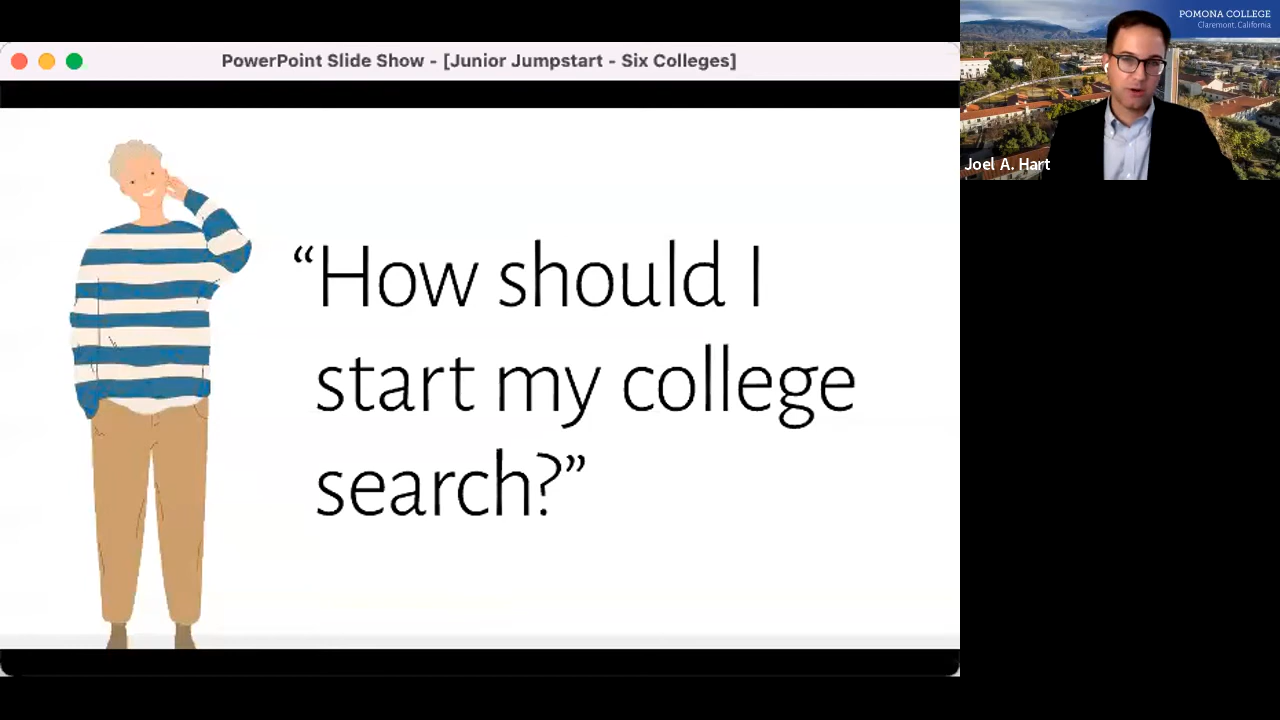 PowerPoint Slide Show - [Junior Jumpstart - Six Colleges]
“How should I
start my college
search?”
POMONA COLLEGE
Claremont, California
Joel A. Hart